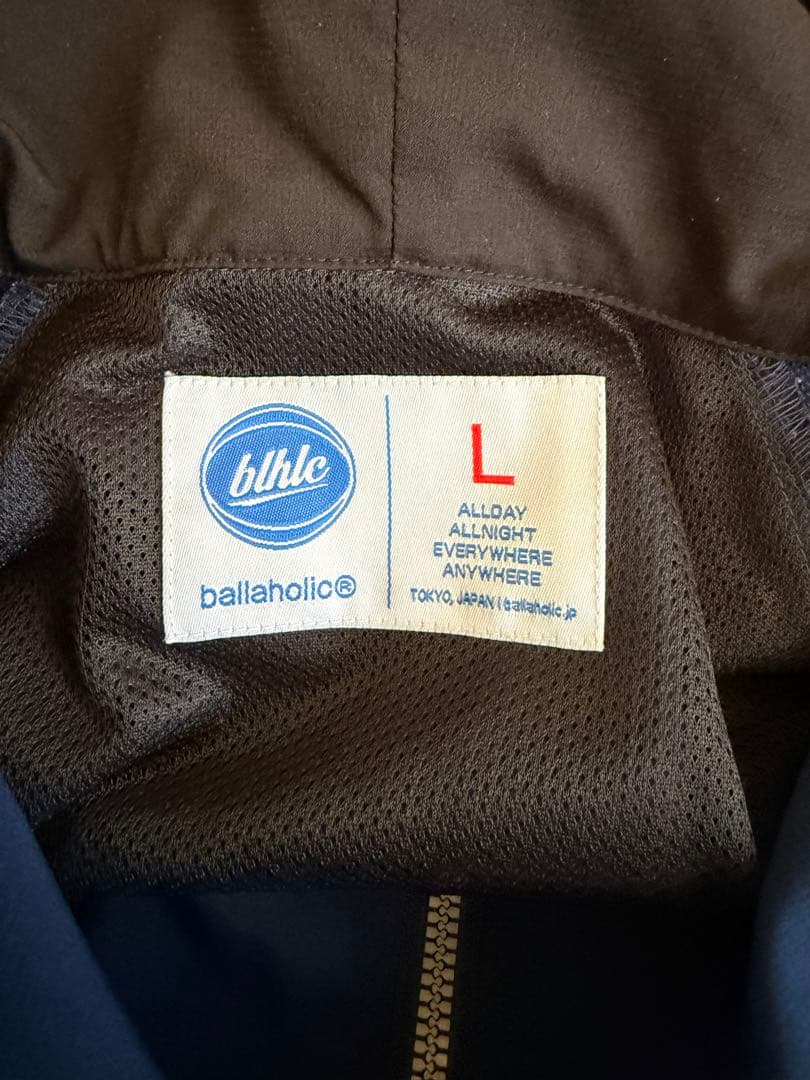 blhlc
ballaholic®
L
ALLDAY
ALLNIGHT
EVERYWHERE
ANYWHERE
TOKYO, JAPAN | ballaholic.jp